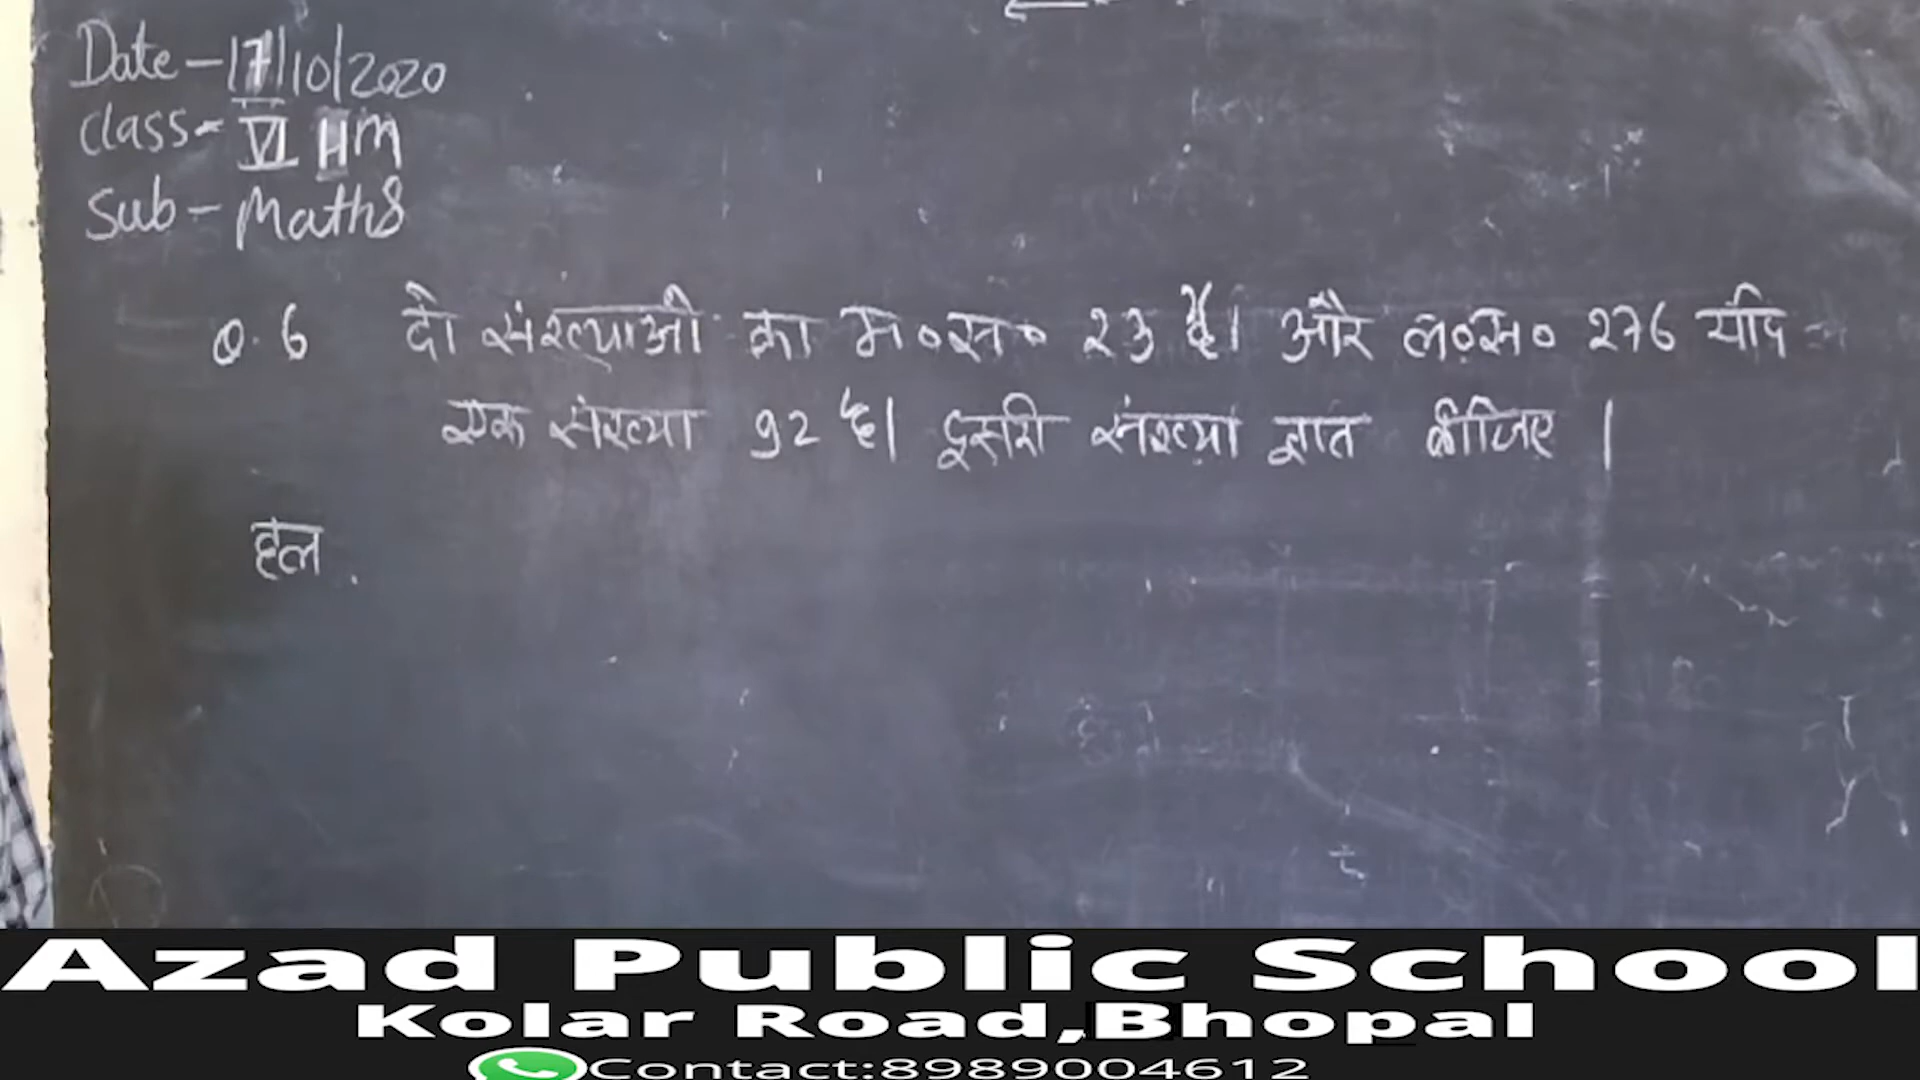 Date - 17/10/2020
Class - VI HM
Sub - Maths
Q. 6 दो संख्याओ का म०स० 23 है। और ल०स० 276 यदि
एक संख्या 92 है। दुसरी संख्या ज्ञात कीजिए।
हल.
Azad Public School
Kolar Road,Bhopal
Contact:8989004612